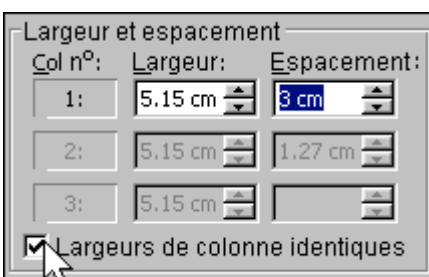 Largeur et espacement
Col nº: Largeur: Espacement:
1: 5.15 cm 3 cm
2: 5.15 cm 1.27 cm
3: 5.15 cm
Largeurs de colonne identiques